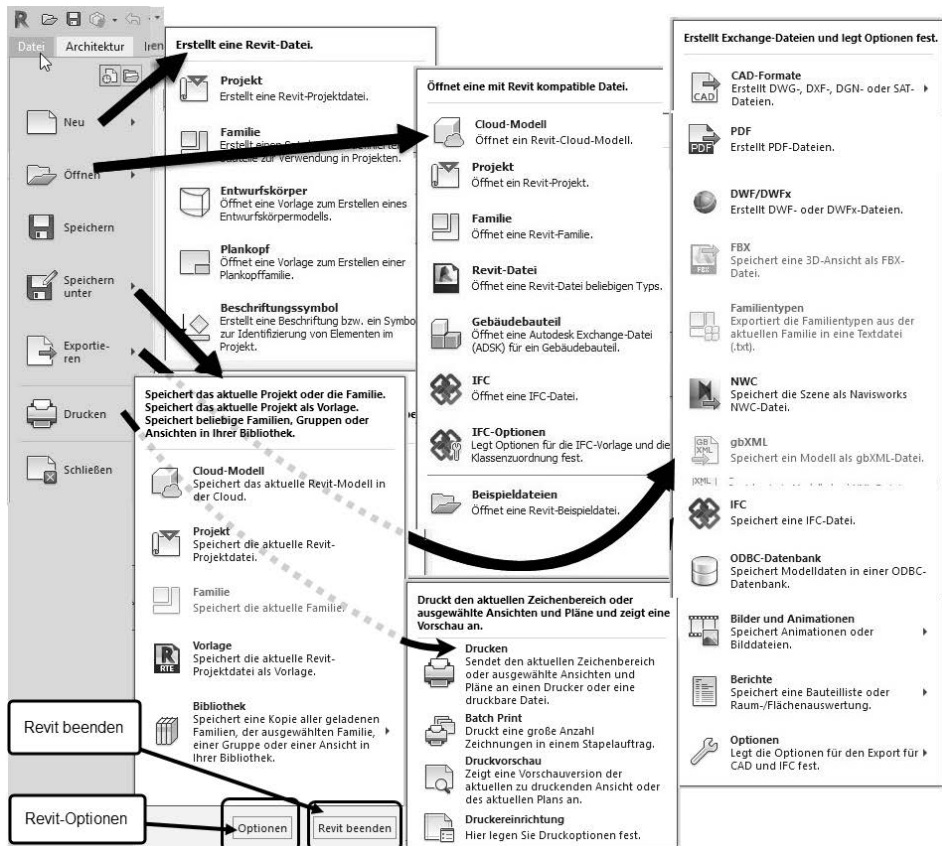 Datei
Architektur
Neu
Öffnen
Speichern
Speichern
unter
Exportie-
ren
Drucken
Schließen
Erstellt eine Revit-Datei.
Projekt
Erstellt eine Revit-Projektdatei.
Familie
Erstellt einen
zur Verwendung in Projekten.
Entwurfskörper
Öffnet eine Vorlage zum Erstellen eines
Entwurfskörpermodells.
Plankopf
Öffnet eine Vorlage zum Erstellen einer
Plankopffamilie.
Beschriftungssymbol
Erstellt eine Beschriftung bzw. ein Symbo
zur Identifizierung von Elementen im
Projekt.
Öffnet eine mit Revit kompatible Datei.
Cloud-Modell
Öffnet ein Revit-Cloud-Modell.
Projekt
Öffnet ein Revit-Projekt.
Familie
Öffnet eine Revit-Familie.
Revit-Datei
Öffnet eine Revit-Datei beliebigen Typs.
Gebäudebauteil
Öffnet eine Autodesk Exchange-Datei
(ADSK) für ein Gebäudebauteil.
IFC
Öffnet eine IFC-Datei.
IFC-Optionen
Legt Optionen für die IFC-Vorlage und die
Klassenzuordnung fest.
Beispieldateien
Öffnet eine Revit-Beispieldatei.
Erstellt Exchange-Dateien und legt Optionen fest.
CAD
CAD-Formate
Erstellt DWG-, DXF-, DGN- oder SAT-
Dateien.
PDF
PDF
Erstellt PDF-Dateien.
DWF/DWFx
Erstellt DWF- oder DWFx-Dateien.
FBX
FBX
Speichert eine 3D-Ansicht als FBX-
Datei.
Familientypen
Exportiert die Familientypen aus der
aktuellen Familie in eine Textdatei
(.txt).
NWC
Speichert die Szene als Navisworks
NWC-Datei.
GB
XML
gbXML
Speichert ein Modell als gbXML-Datei.
IFC
Speichert eine IFC-Datei.
ODBC-Datenbank
Speichert Modelldaten in einer ODBC-
Datenbank.
Bilder und Animationen
Speichert Animationen oder
Bilddateien.
Berichte
Speichert eine Bauteilliste oder
Raum-/Flächenauswertung.
Optionen
Legt die Optionen für den Export für
CAD und IFC fest.
Speichert das aktuelle Projekt oder die Familie.
Speichert das aktuelle Projekt als Vorlage.
Speichert beliebige Familien, Gruppen oder
Ansichten in Ihrer Bibliothek.
Cloud-Modell
Speichert das aktuelle Revit-Modell in
der Cloud.
Projekt
Speichert die aktuelle Revit-
Projektdatei.
Familie
Speichert die aktuelle Familie.
RTE
Vorlage
Speichert die aktuelle Revit-
Projektdatei als Vorlage.
Bibliothek
Speichert eine Kopie aller geladenen
Familien, der ausgewählten Familie,
einer Gruppe oder einer Ansicht in
Ihrer Bibliothek.
Druckt den aktuellen Zeichenbereich oder
ausgewählte Ansichten und Pläne und zeigt eine
Vorschau an.
Drucken
Sendet den aktuellen Zeichenbereich
oder ausgewählte Ansichten und
Pläne an einen Drucker oder eine
druckbare Datei.
Batch Print
Druckt eine große Anzahl
Zeichnungen in einem Stapelauftrag.
Druckvorschau
Zeigt eine Vorschauversion der
aktuellen zu druckenden Ansicht oder
des aktuellen Plans an.
Druckereinrichtung
Hier legen Sie Druckoptionen fest.
Revit beenden
Revit-Optionen
Optionen
Revit beenden